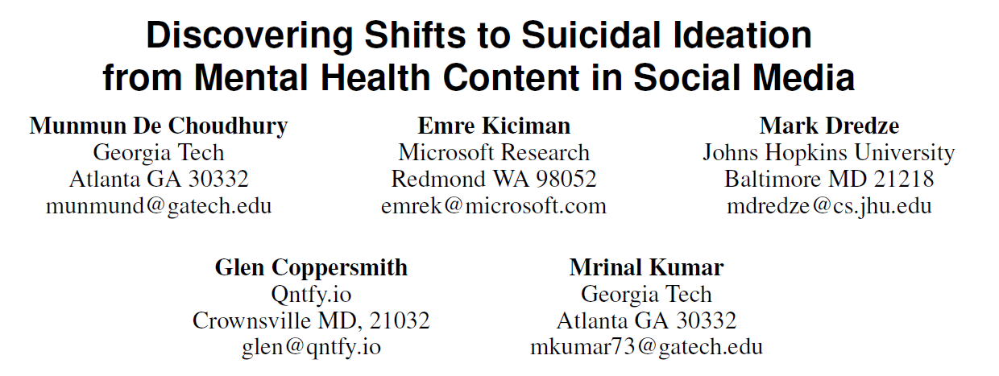 Discovering Shifts to Suicidal Ideation
from Mental Health Content in Social Media
Munmun De Choudhury
Georgia Tech
Atlanta GA 30332
munmund@gatech.edu
Emre Kiciman
Microsoft Research
Redmond WA 98052
emrek@microsoft.com
Mark Dredze
Johns Hopkins University
Baltimore MD 21218
mdredze@cs.jhu.edu
Glen Coppersmith
Qntfy.io
Crownsville MD, 21032
glen@qntfy.io
Mrinal Kumar
Georgia Tech
Atlanta GA 30332
mkumar73@gatech.edu